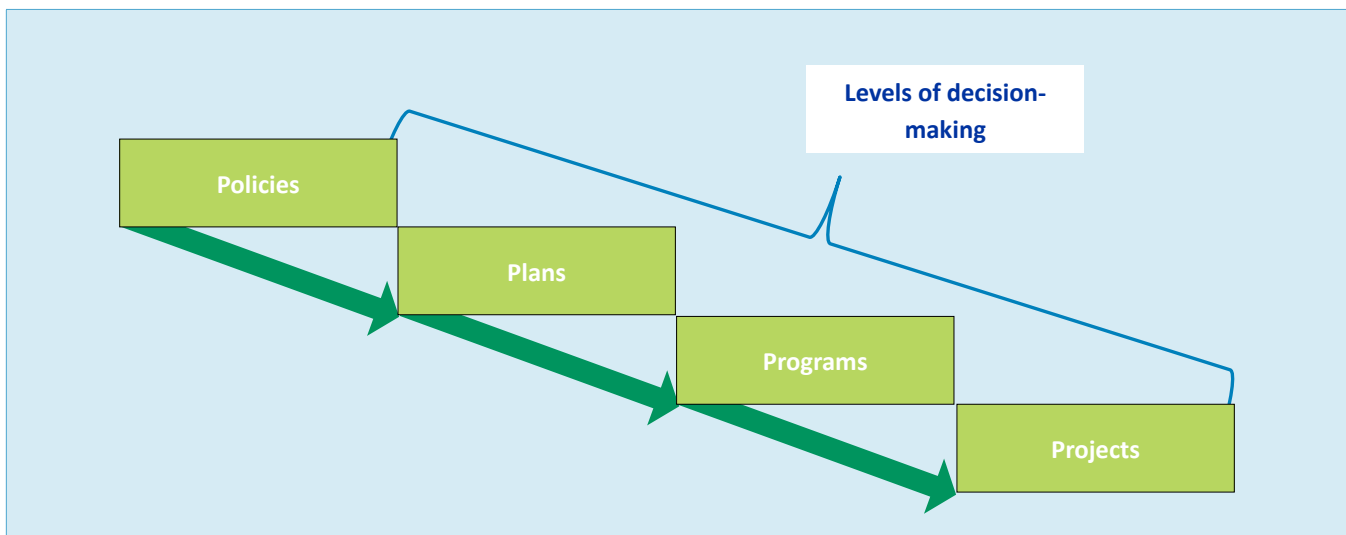 Levels of decision-
making
Policies
Plans
Programs
Projects